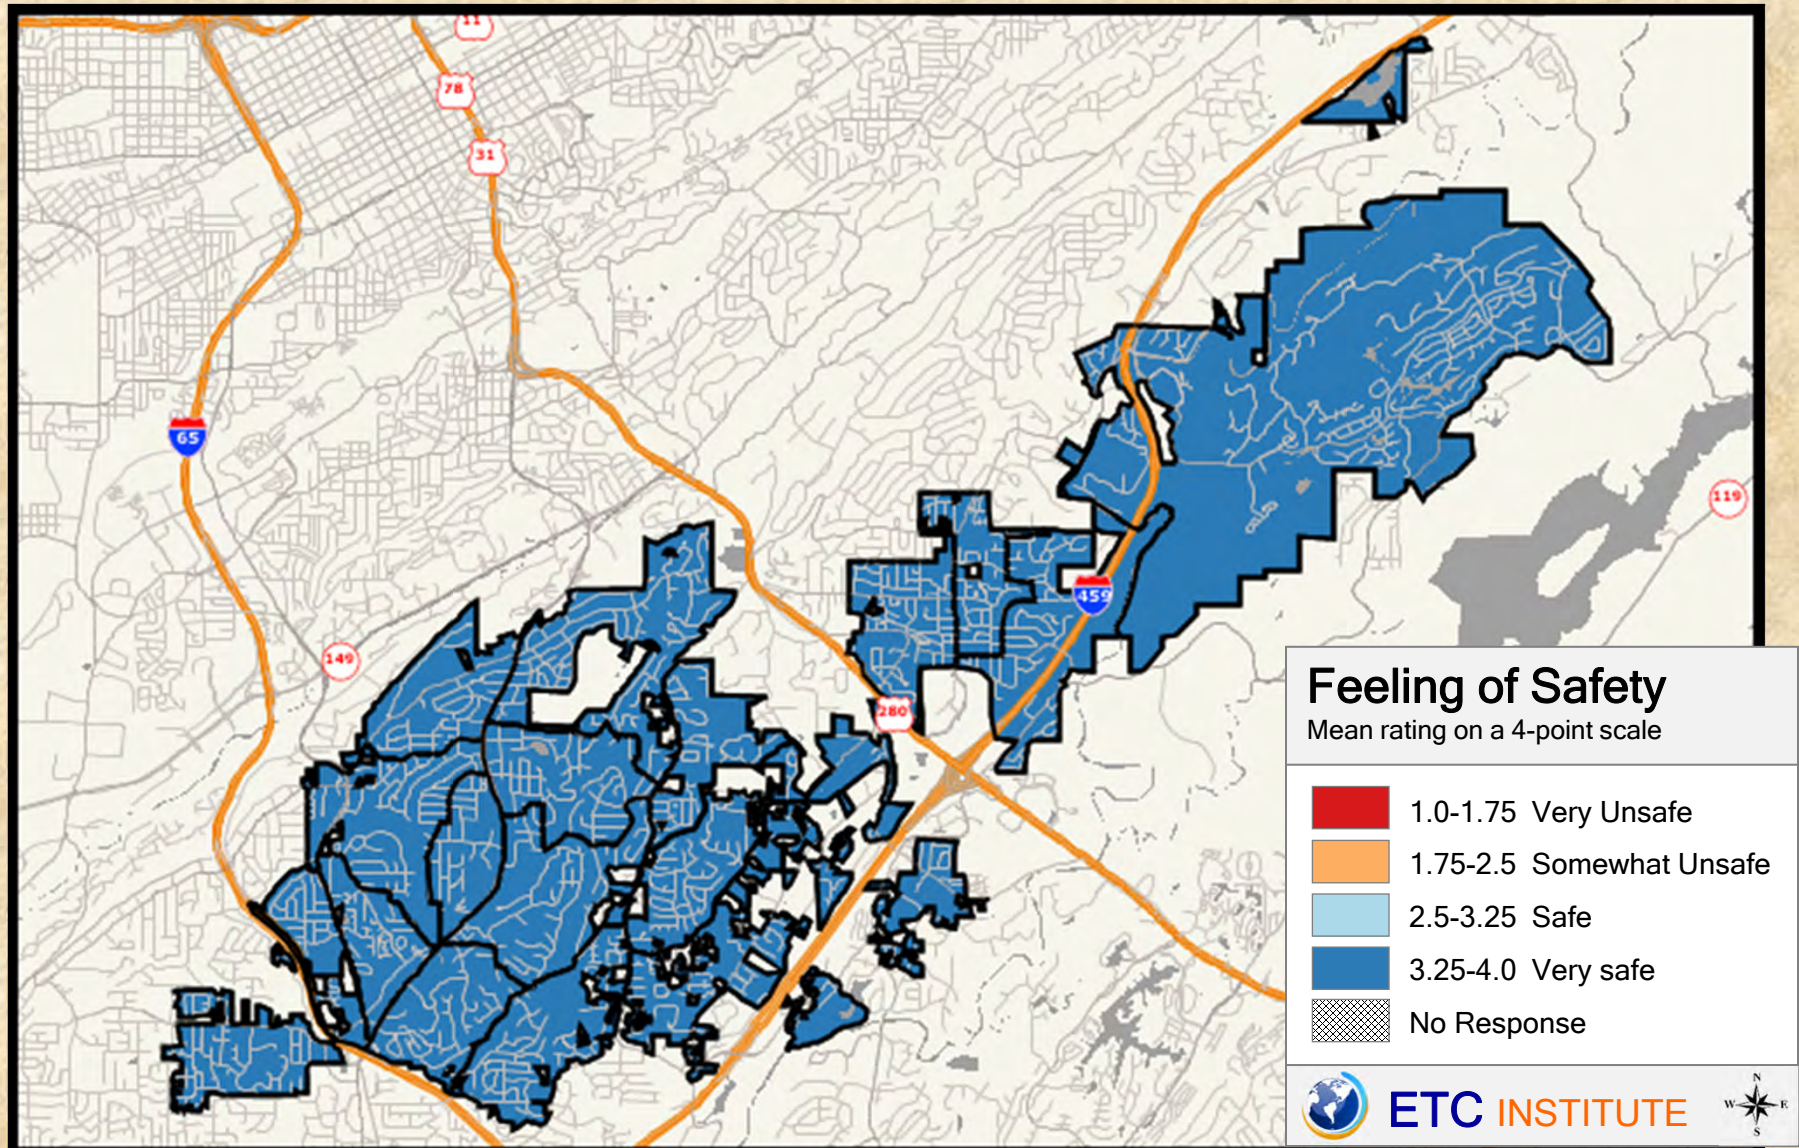 11
78
31
65
119
459
149
280
Feeling of Safety
Mean rating on a 4-point scale
1.0-1.75 Very Unsafe
1.75-2.5 Somewhat Unsafe
2.5-3.25 Safe
3.25-4.0 Very safe
No Response
N
W E
S
ETC INSTITUTE